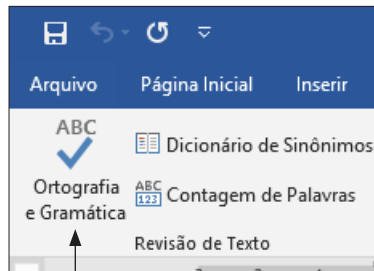 Arquivo Página Inicial Inserir
ABC
Ortografia
e Gramática
Dicionário de Sinônimos
ABC
123 Contagem de Palavras
Revisão de Texto